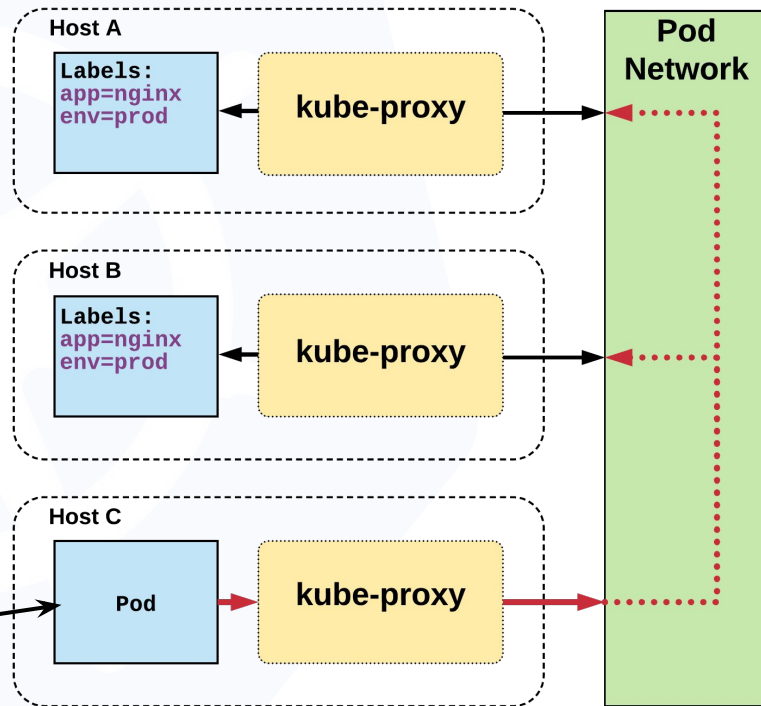 Host A
Labels:
app=nginx
env=prod
kube-proxy
Pod
Network
Host B
Labels:
app=nginx
env=prod
kube-proxy
Host C
Pod
kube-proxy